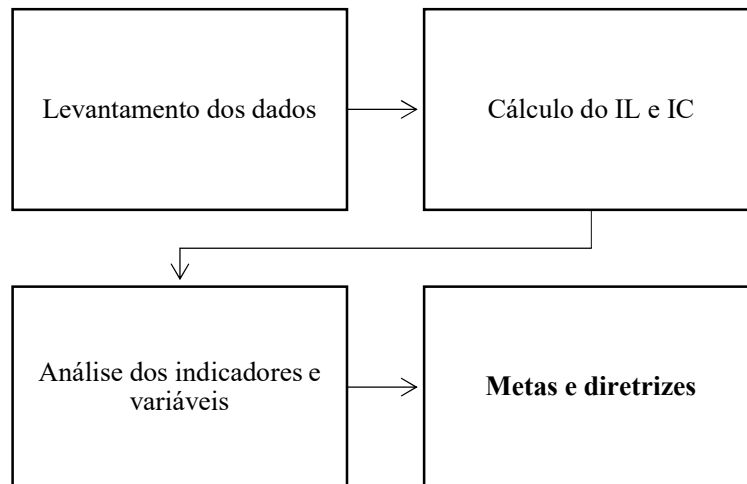 Levantamento dos dados
Cálculo do IL e IC
Análise dos indicadores e
variáveis
Metas e diretrizes